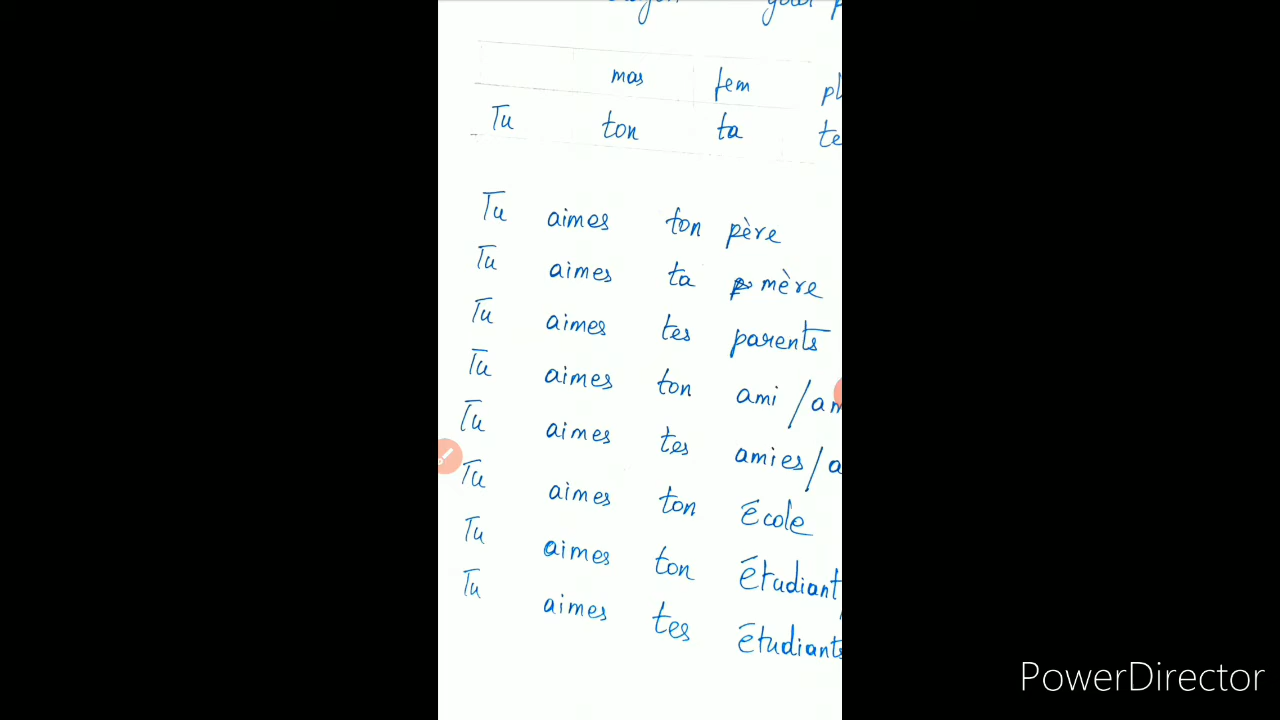 mas fem
Tu ton ta
Tu aimes ton père
Tu aimes ta mère
Tu aimes tes parents
Tu aimes ton ami /
Tu aimes tes amies /
Tu aimes ton école
Tu aimes ton étudiant
Tu aimes tes étudiants
PowerDirector